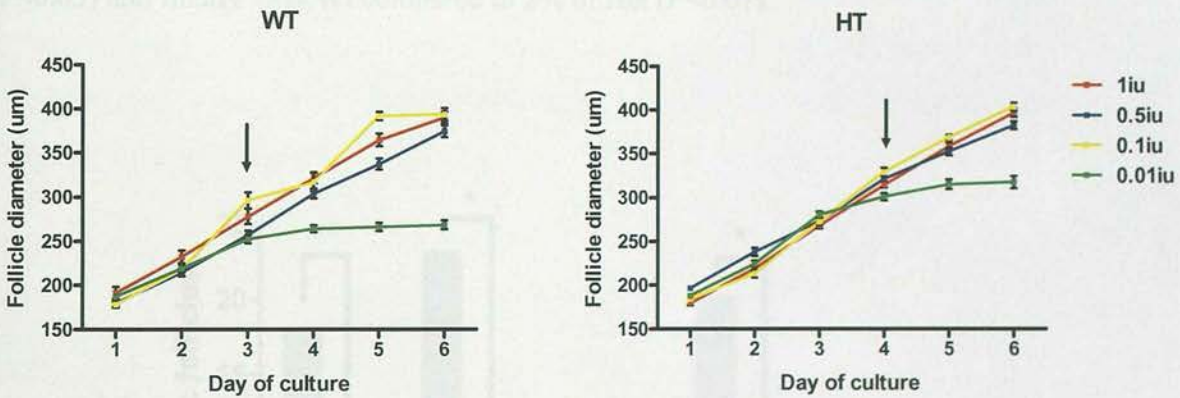 WT
450
400
350
300
250
200
150
Follicle diameter (um)
1 2 3 4 5 6
Day of culture
HT
450
400
350
300
250
200
150
Follicle diameter (um)
1 2 3 4 5 6
Day of culture
1iu
0.5iu
0.1iu
0.01iu
20